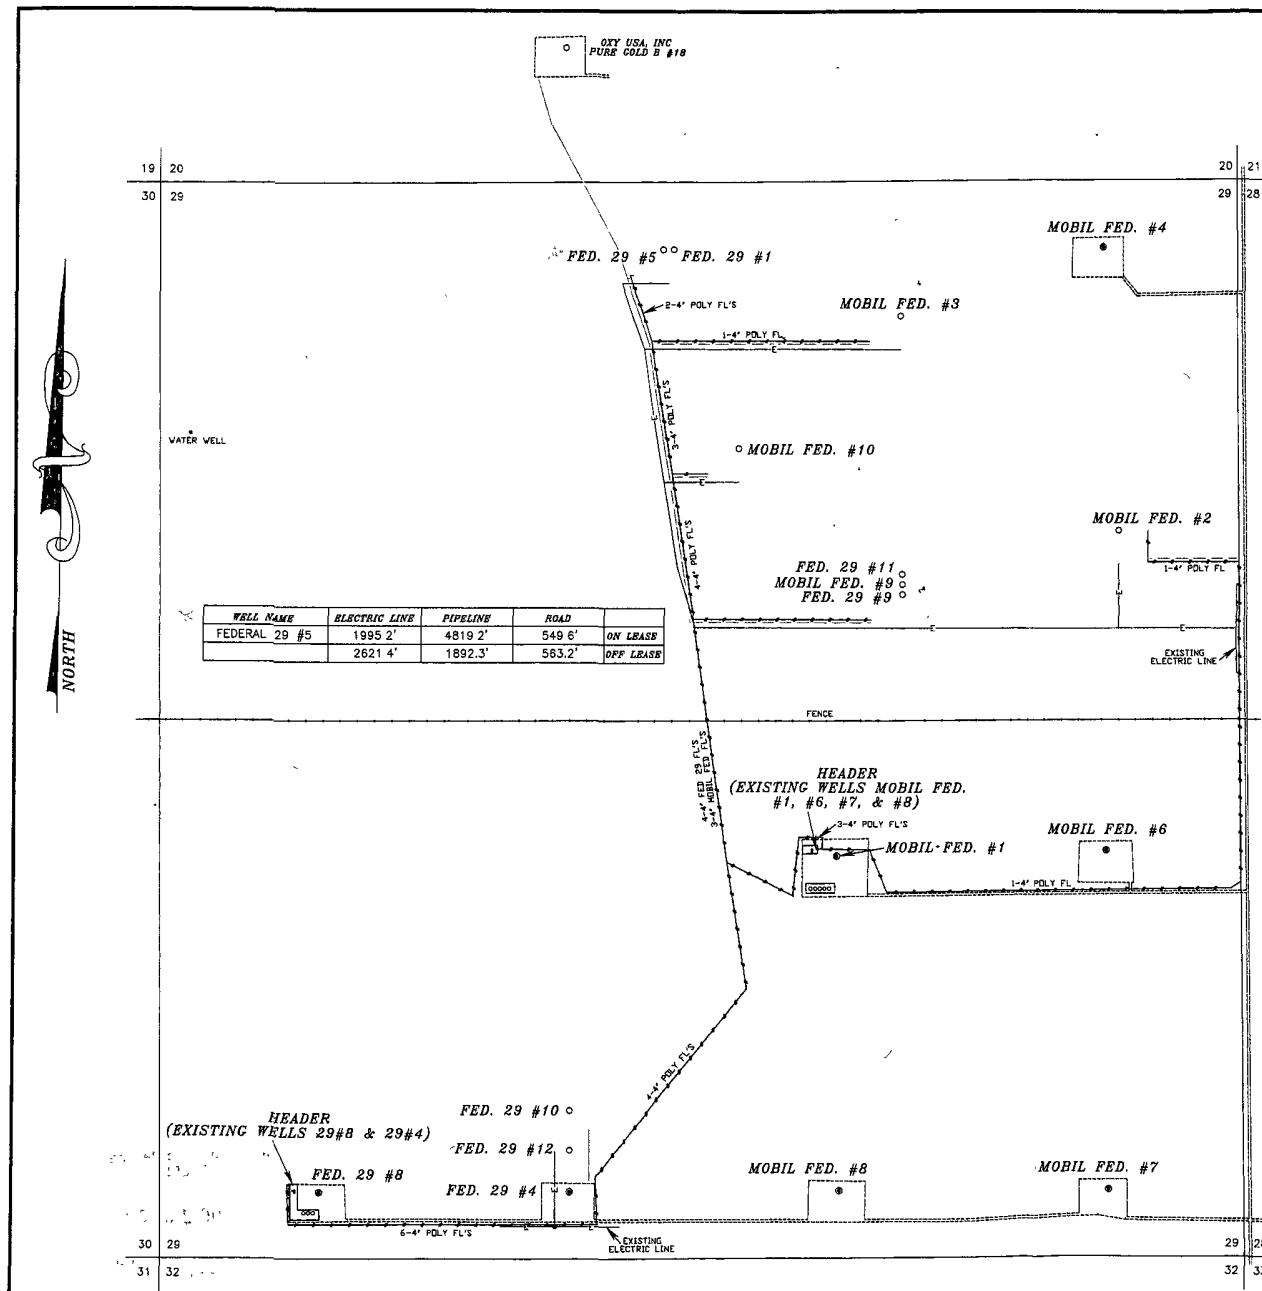 OXY USA, INC
PURE GOLD B #18
19 20
20 21
30 29
29 28
MOBIL FED. #4
FED. 29 #5
FED. 29 #1
2-4" POLY FL'S
MOBIL FED. #3
1-4" POLY FL
E
E
3-4" POLY FL'S
WATER WELL
MOBIL FED. #10
E
MOBIL FED. #2
4-4" POLY FL'S
1-4" POLY FL
FED. 29 #11
MOBIL FED. #9
FED. 29 #9
E
WELL NAME ELECTRIC LINE PIPELINE ROAD
FEDERAL 29 #5 1995 2' 4819 2' 549 6' ON LEASE
2621 4' 1892.3' 563.2' OFF LEASE
E
E
EXISTING
ELECTRIC LINE
NORTH
FENCE
4-4" FED 29 FL'S
3-4" MOBIL FED FL'S
HEADER
(EXISTING WELLS MOBIL FED.
#1, #6, #7, & #8)
3-4" POLY FL'S
MOBIL FED. #1
MOBIL FED. #6
1-4" POLY FL
4-4" POLY FL'S
FED. 29 #10
HEADER
(EXISTING WELLS 29#8 & 29#4)
FED. 29 #12
FED. 29 #8
FED. 29 #4
E
MOBIL FED. #8
MOBIL FED. #7
6-4" POLY FL'S
E
E
EXISTING
ELECTRIC LINE
30 29
29 28
31 32
32 33